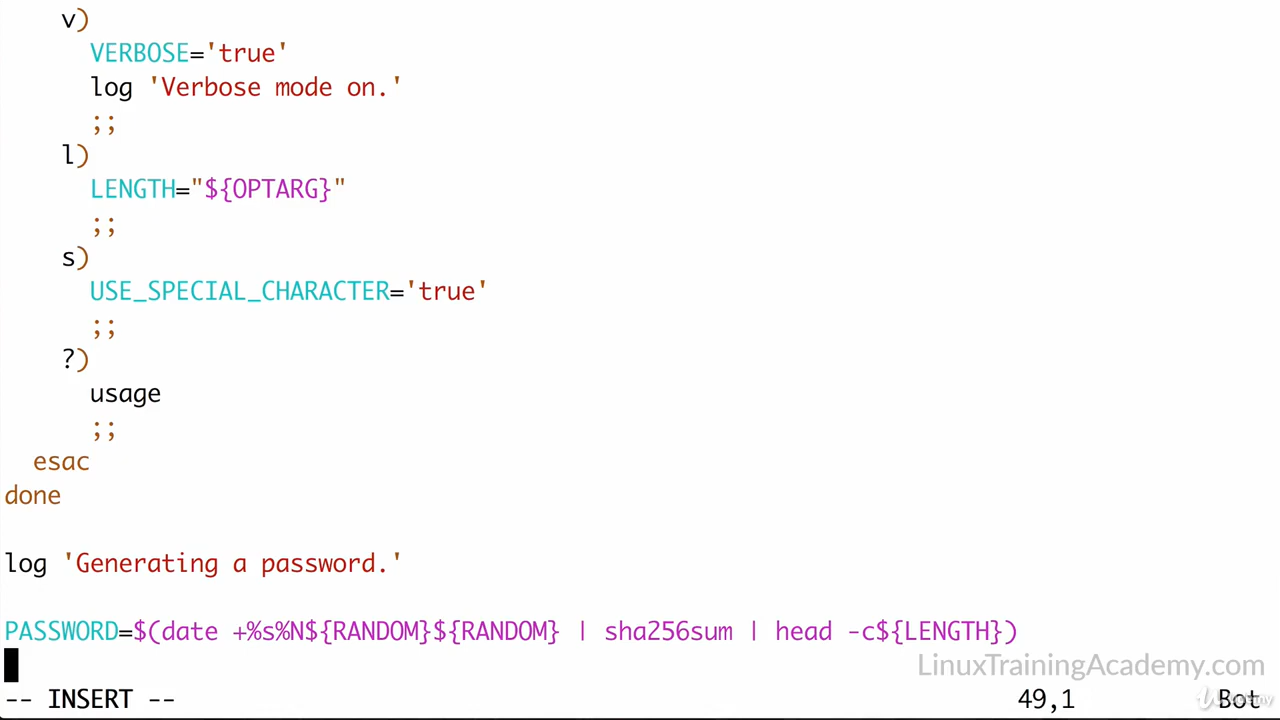 v)
      VERBOSE='true'
      log 'Verbose mode on.'
      ;;
    l)
      LENGTH="${OPTARG}"
      ;;
    s)
      USE_SPECIAL_CHARACTER='true'
      ;;
    ?)
      usage
      ;;
  esac
done

log 'Generating a password.'

PASSWORD=$(date +%s%N${RANDOM}${RANDOM} | sha256sum | head -c${LENGTH})
LinuxTrainingAcademy.com
-- INSERT -- 49,1 Bot
Udemy